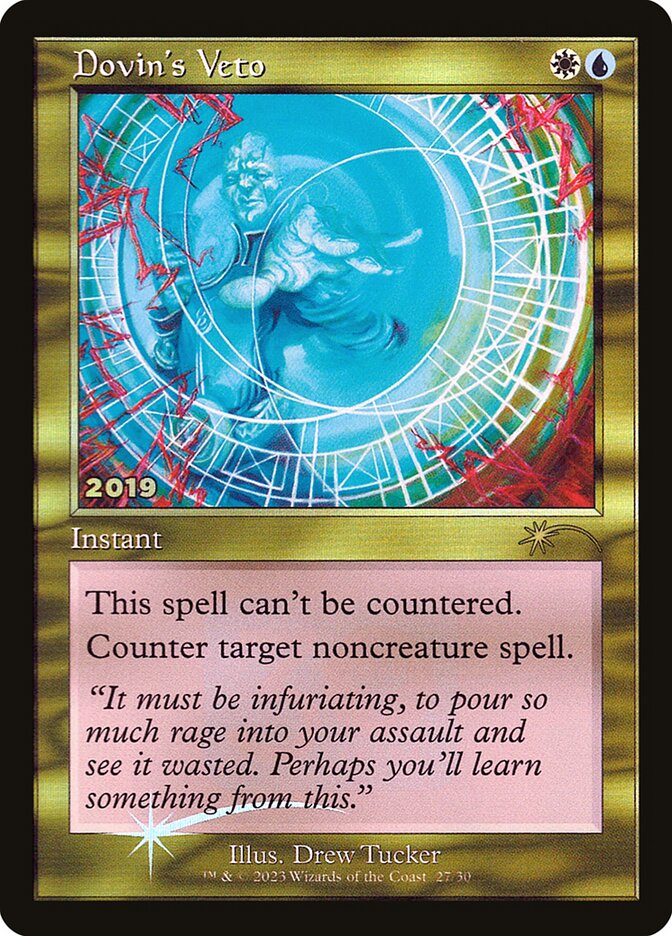 Dovin's Veto
2019
Instant
This spell can't be countered.
Counter target noncreature spell.
"It must be infuriating, to pour so
much rage into your assault and
see it wasted. Perhaps you'll learn
something from this."
Illus. Drew Tucker
™ & © 2023 Wizards of the Coast 27/30